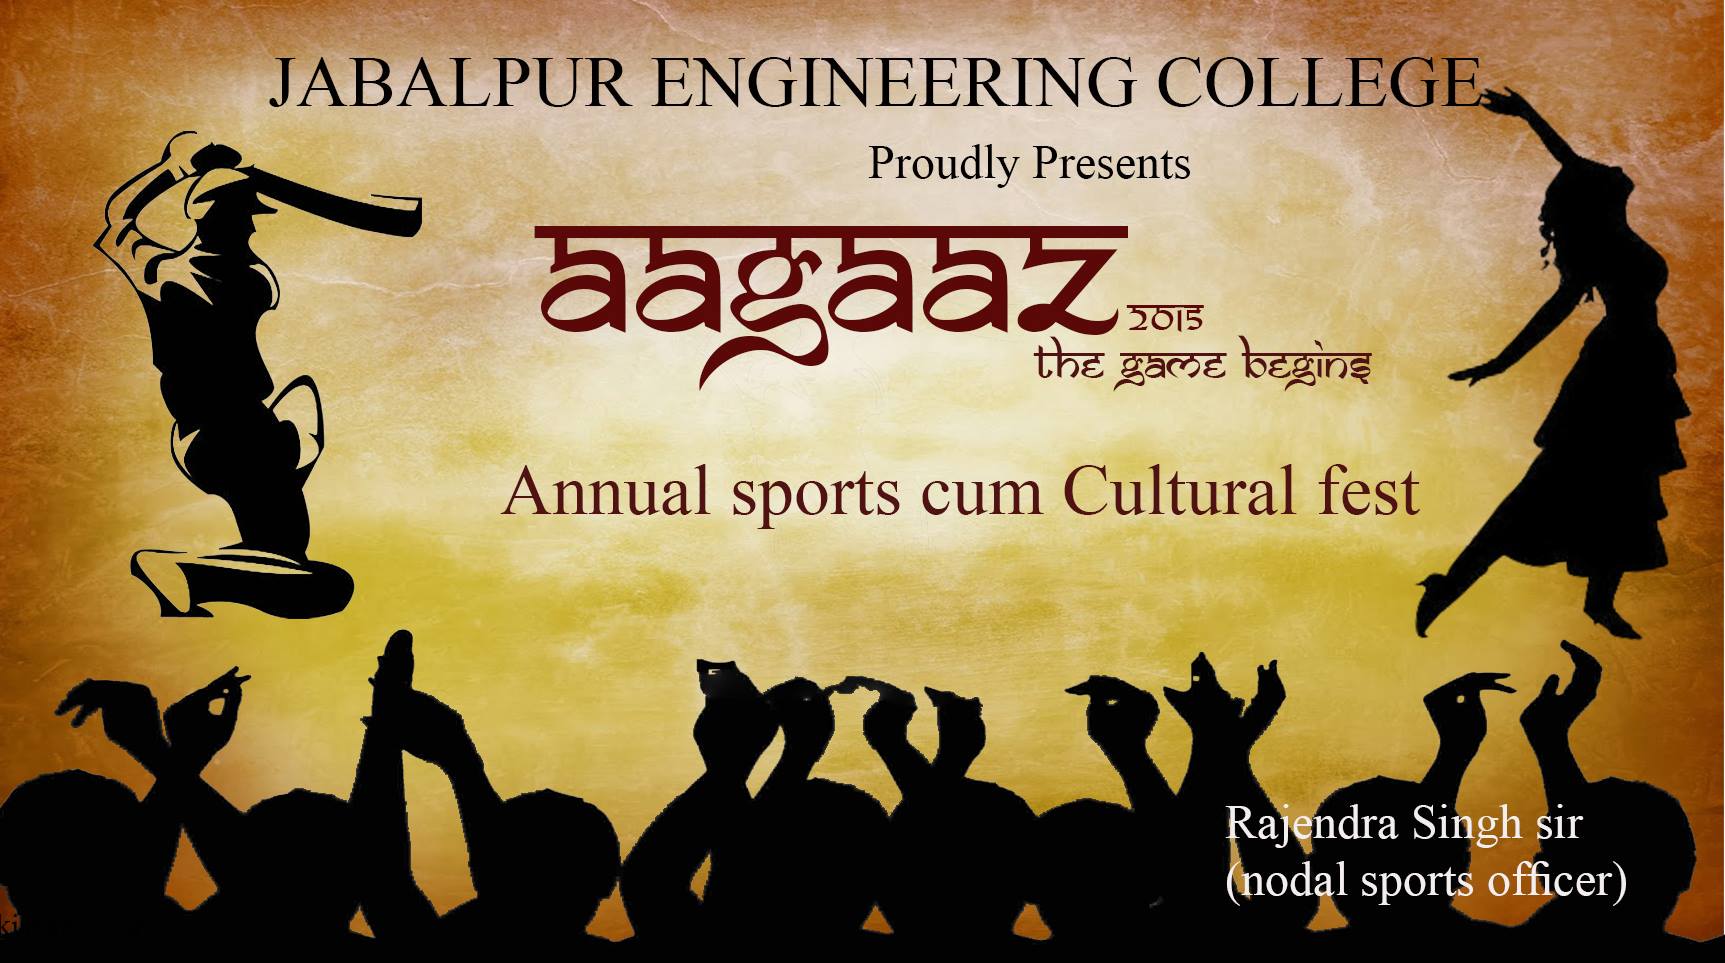 JABALPUR ENGINEERING COLLEGE
Proudly Presents
aagaaz 2015
the game begins
Annual sports cum Cultural fest
Rajendra Singh sir
(nodal sports officer)